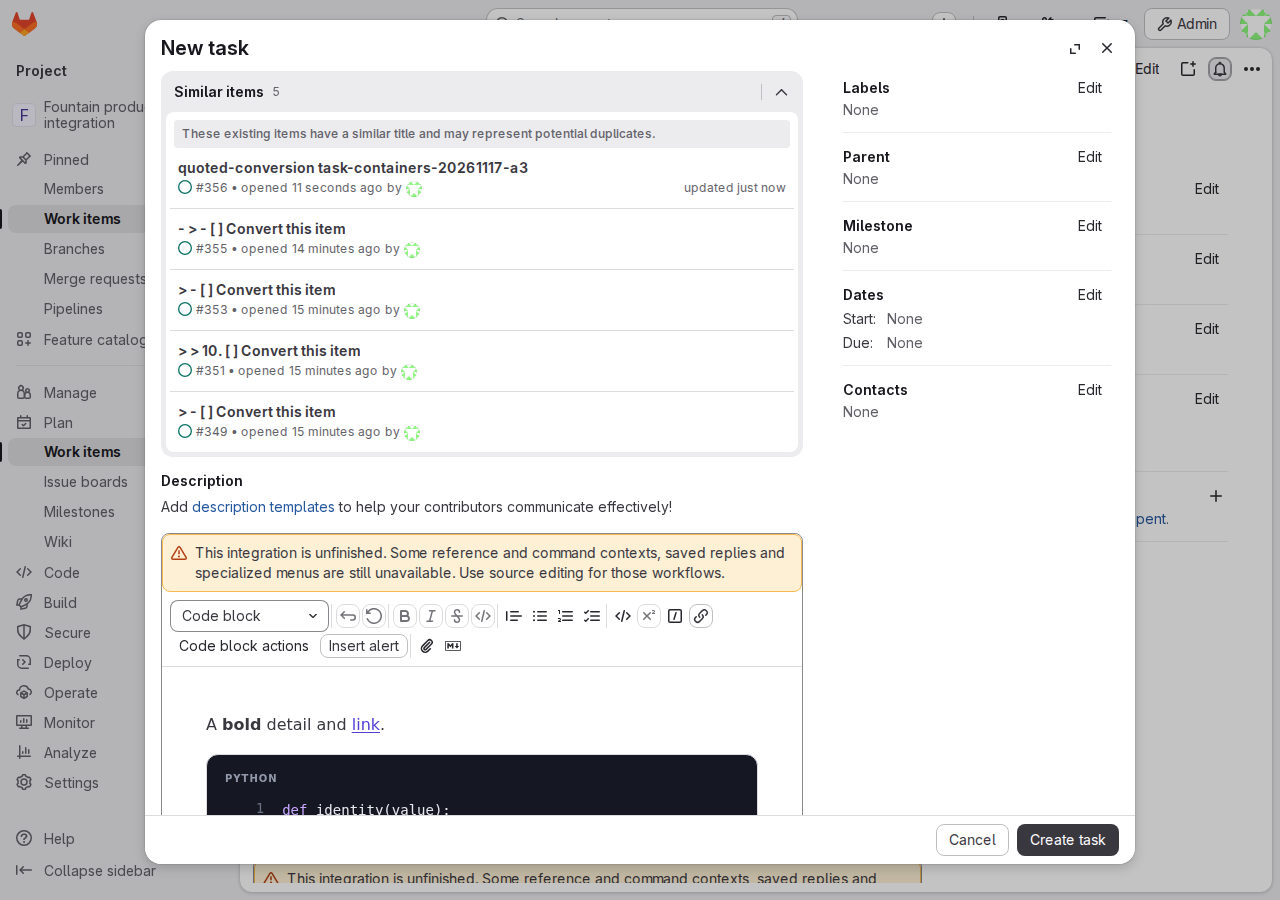 Admin
Project
F
Fountain produ
integration
Pinned
Members
Work items
Branches
Merge requests
Pipelines
Feature catalog
Manage
Plan
Work items
Issue boards
Milestones
Wiki
Code
Build
Secure
Deploy
Operate
Monitor
Analyze
Settings
Help
Collapse sidebar
New task
Similar items 5
These existing items have a similar title and may represent potential duplicates.
quoted-conversion task-containers-20261117-a3
#356 • opened 11 seconds ago by
updated just now
- > - [ ] Convert this item
#355 • opened 14 minutes ago by
> - [ ] Convert this item
#353 • opened 15 minutes ago by
> > 10. [ ] Convert this item
#351 • opened 15 minutes ago by
> - [ ] Convert this item
#349 • opened 15 minutes ago by
Description
Add description templates to help your contributors communicate effectively!
This integration is unfinished. Some reference and command contexts, saved replies and
specialized menus are still unavailable. Use source editing for those workflows.
Code block
Code block actions Insert alert
A bold detail and link.
PYTHON
1 def identity(value):
Labels Edit
None
Parent Edit
None
Milestone Edit
None
Dates Edit
Start: None
Due: None
Contacts Edit
None
Cancel
Create task
Edit
Edit
Edit
Edit
Edit
pent.
This integration is unfinished. Some reference and command contexts, saved replies and